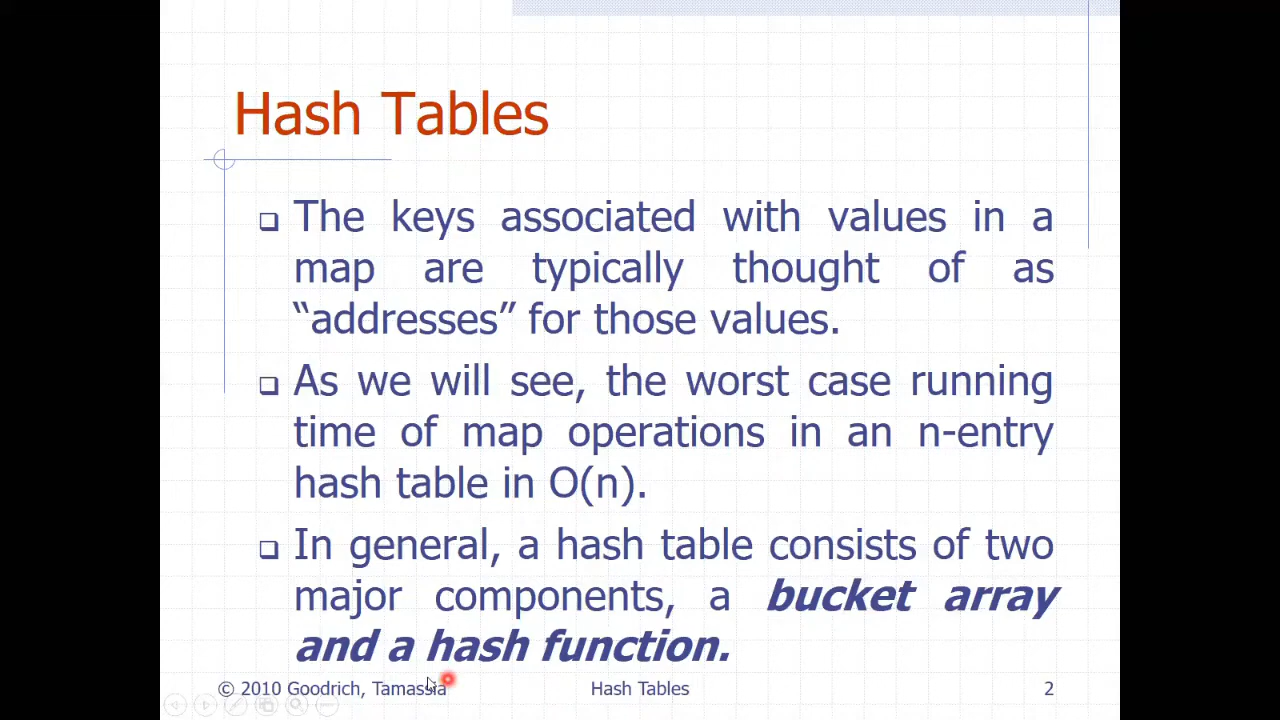 Hash Tables
The keys associated with values in a
map are typically thought of as
“addresses” for those values.
As we will see, the worst case running
time of map operations in an n-entry
hash table in O(n).
In general, a hash table consists of two
major components, a bucket array
and a hash function.
© 2010 Goodrich, Tamassia Hash Tables 2